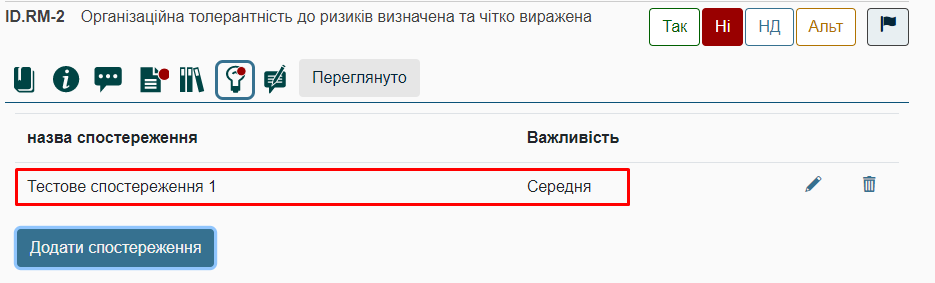 ID.RM-2 Організаційна толерантність до ризиків визначена та чітко виражена
Так Ні НД Альт
Переглянуто
назва спостереження Важливість
Тестове спостереження 1 Середня
Додати спостереження